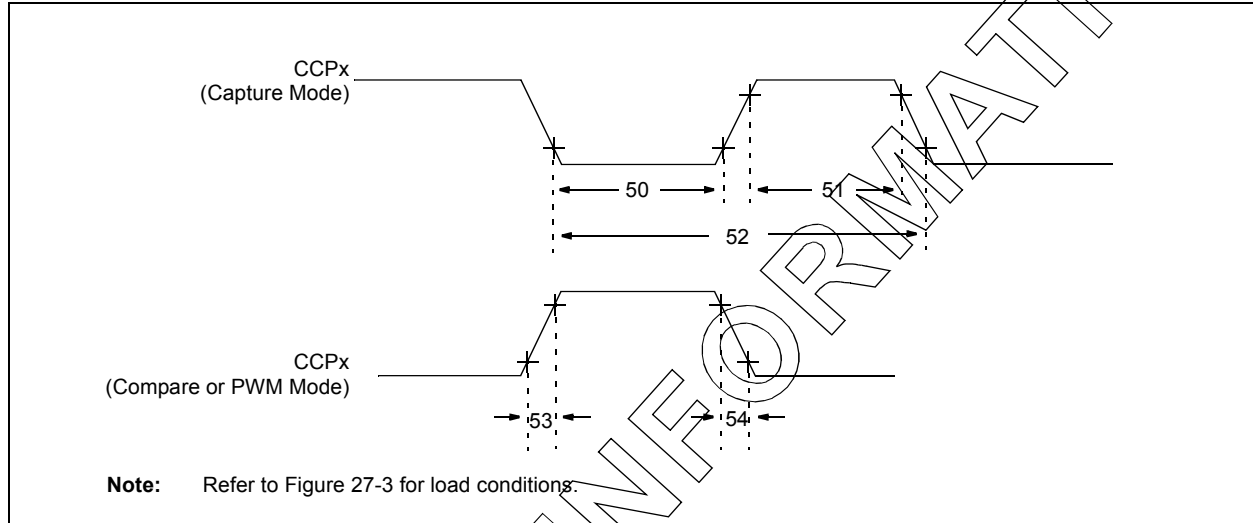 CCPx
(Capture Mode)
50
51
52
CCPx
(Compare or PWM Mode)
53
54
Note: Refer to Figure 27-3 for load conditions.
INFORMATI